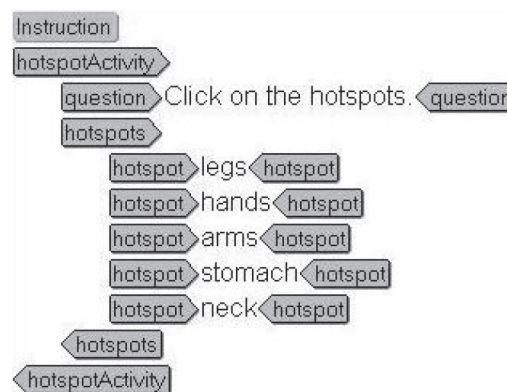 Instruction
hotspotActivity
question Click on the hotspots. question
hotspots
hotspot legs hotspot
hotspot hands hotspot
hotspot arms hotspot
hotspot stomach hotspot
hotspot neck hotspot
hotspots
hotspotActivity